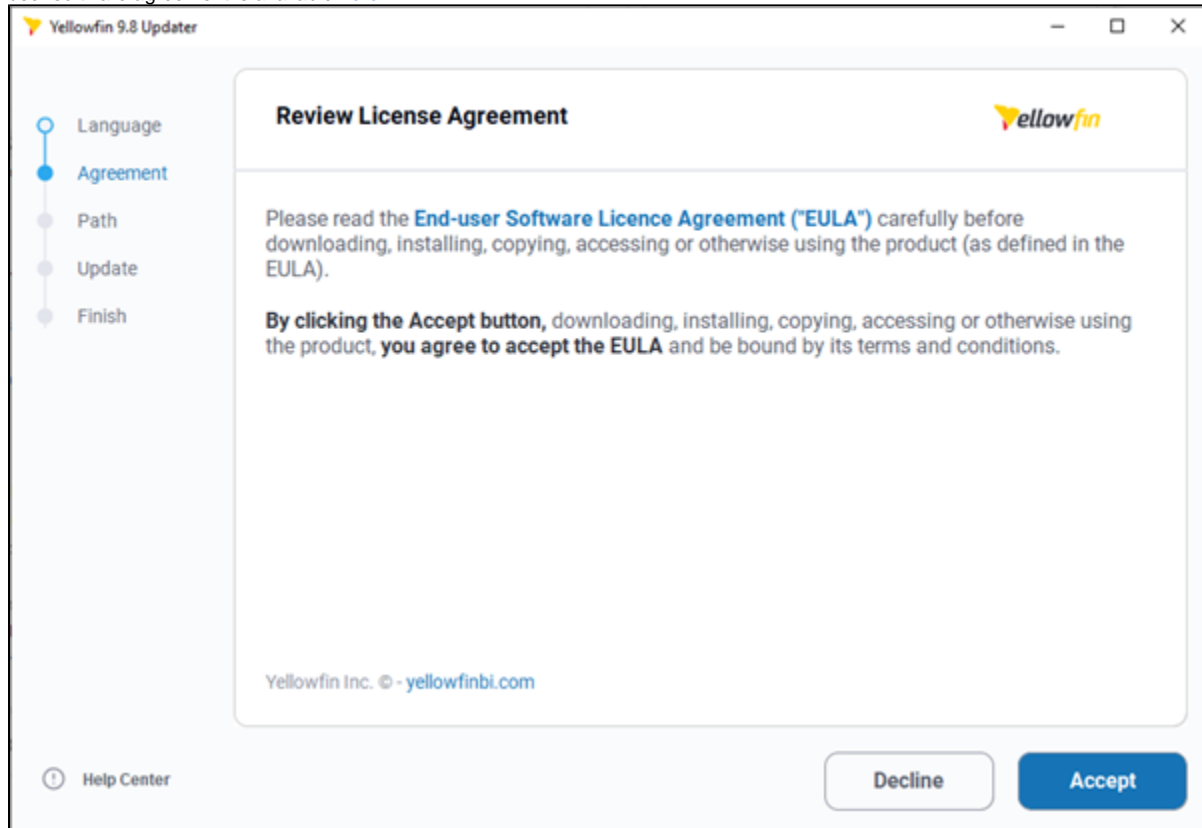 Yellowfin 9.8 Updater
Language
Agreement
Path
Update
Finish
Review License Agreement
Yellowfin
Please read the End-user Software Licence Agreement ("EULA") carefully before
downloading, installing, copying, accessing or otherwise using the product (as defined in the
EULA).
By clicking the Accept button, downloading, installing, copying, accessing or otherwise using
the product, you agree to accept the EULA and be bound by its terms and conditions.
Yellowfin Inc. © - yellowfinbi.com
Help Center
Decline
Accept